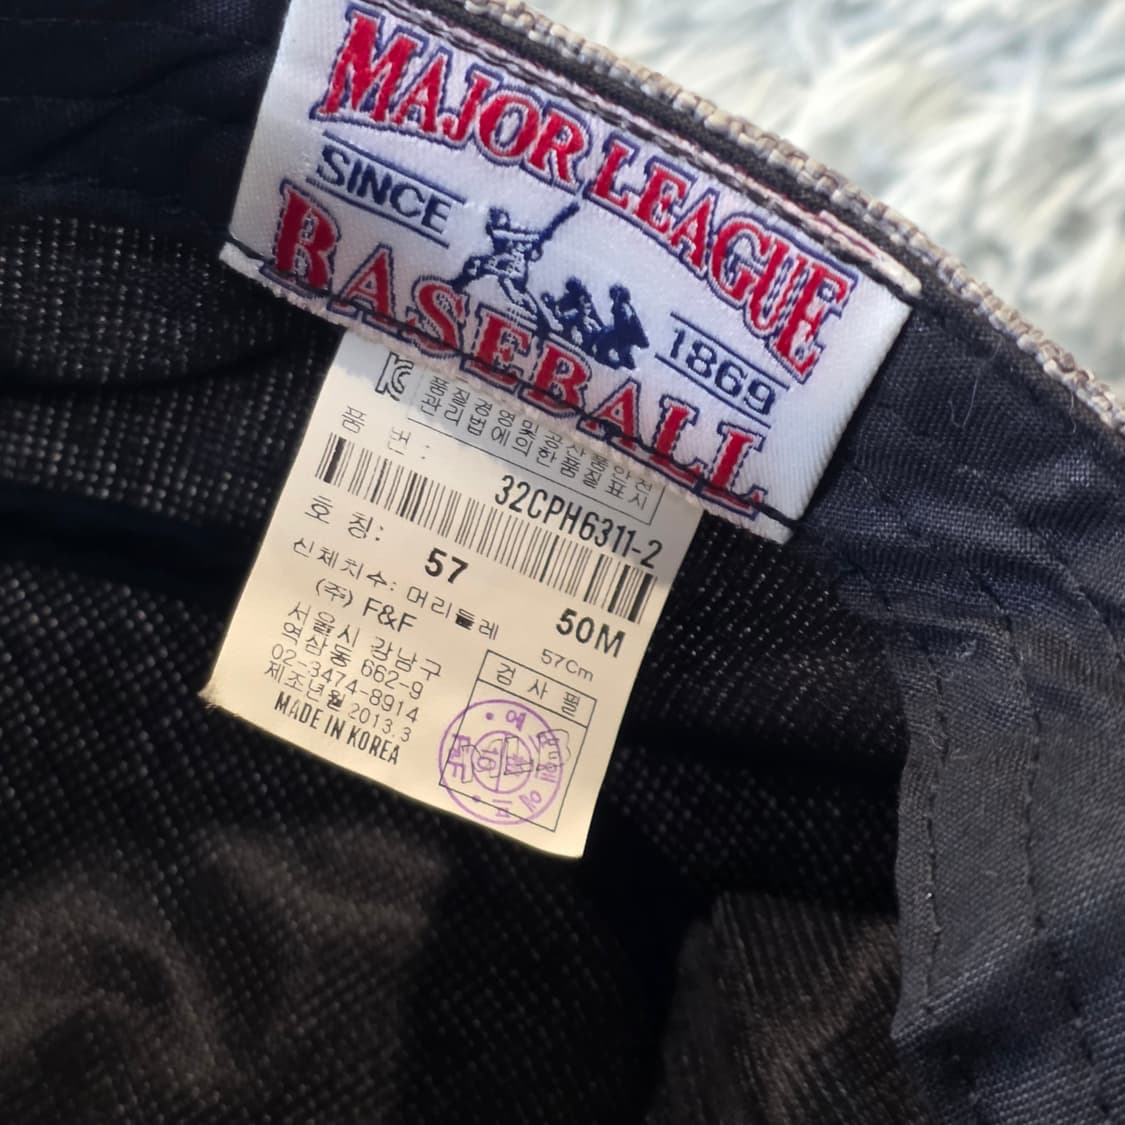 MAJOR LEAGUE
SINCE
1869
BASEBALL
품질경영 및 공산품안전
관리법에 의한 품질표시
품 번 :
32CPH6311-2
호 칭: 57
50M
신체치수: 머리둘레
57Cm
(주) F&F
서울시 강남구
역삼동 662-9
02-3474-8914
제조년월 2013.3
MADE IN KOREA
검 사 필